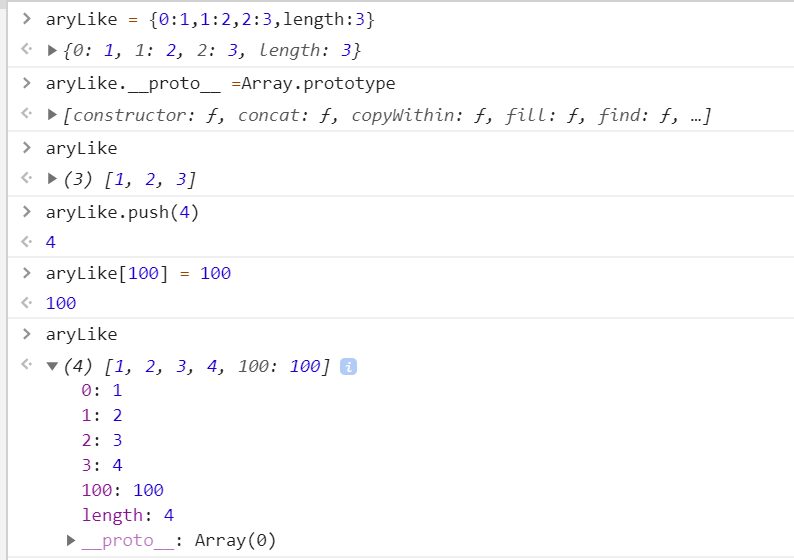 > aryLike = {0:1,1:2,2:3,length:3}
<· ▶{0: 1, 1: 2, 2: 3, length: 3}
> aryLike.__proto__ =Array.prototype
<· ▶[constructor: ƒ, concat: ƒ, copyWithin: ƒ, fill: ƒ, find: ƒ, …]
> aryLike
<· ▶(3) [1, 2, 3]
> aryLike.push(4)
<· 4
> aryLike[100] = 100
<· 100
> aryLike
<· ▼(4) [1, 2, 3, 4, 100: 100] i
0: 1
1: 2
2: 3
3: 4
100: 100
length: 4
▶__proto__: Array(0)